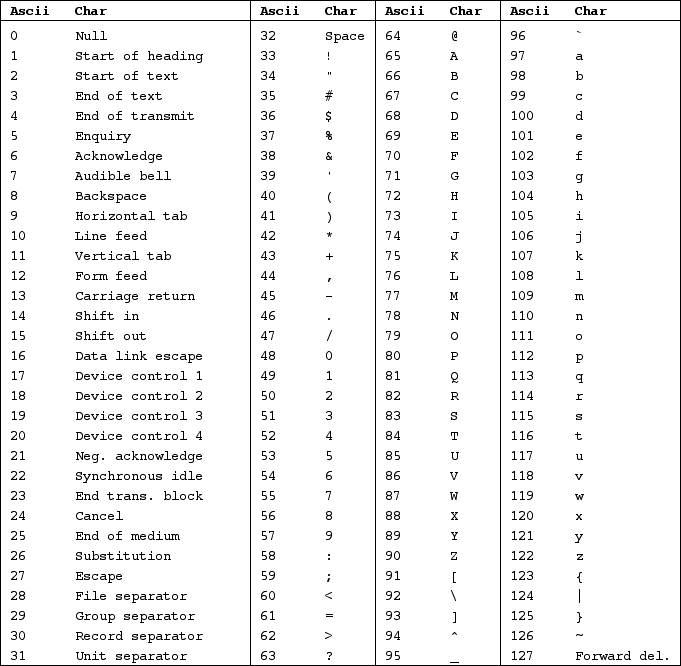 Ascii Char Ascii Char Ascii Char Ascii Char
0 Null 32 Space 64 @ 96 `
1 Start of heading 33 ! 65 A 97 a
2 Start of text 34 " 66 B 98 b
3 End of text 35 # 67 C 99 c
4 End of transmit 36 $ 68 D 100 d
5 Enquiry 37 % 69 E 101 e
6 Acknowledge 38 & 70 F 102 f
7 Audible bell 39 ' 71 G 103 g
8 Backspace 40 ( 72 H 104 h
9 Horizontal tab 41 ) 73 I 105 i
10 Line feed 42 * 74 J 106 j
11 Vertical tab 43 + 75 K 107 k
12 Form feed 44 , 76 L 108 l
13 Carriage return 45 - 77 M 109 m
14 Shift in 46 . 78 N 110 n
15 Shift out 47 / 79 O 111 o
16 Data link escape 48 0 80 P 112 p
17 Device control 1 49 1 81 Q 113 q
18 Device control 2 50 2 82 R 114 r
19 Device control 3 51 3 83 S 115 s
20 Device control 4 52 4 84 T 116 t
21 Neg. acknowledge 53 5 85 U 117 u
22 Synchronous idle 54 6 86 V 118 v
23 End trans. block 55 7 87 W 119 w
24 Cancel 56 8 88 X 120 x
25 End of medium 57 9 89 Y 121 y
26 Substitution 58 : 90 Z 122 z
27 Escape 59 ; 91 [ 123 {
28 File separator 60 < 92 \ 124 |
29 Group separator 61 = 93 ] 125 }
30 Record separator 62 > 94 ^ 126 ~
31 Unit separator 63 ? 95 _ 127 Forward del.